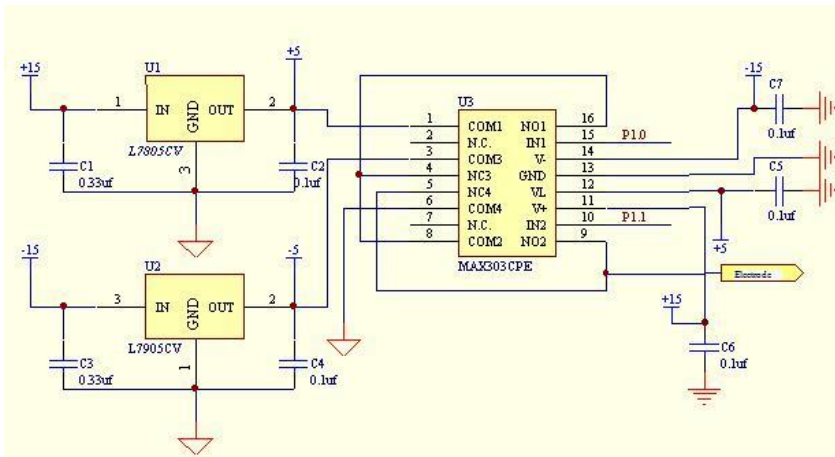 +15
U1
+5
1
IN
OUT
2
GND
L7805CV
3
C1
0.33uf
C2
0.1uf
-15
U2
-5
3
IN
OUT
2
GND
L7905CV
1
C3
0.33uf
C4
0.1uf
U3
1
COM1
NO1
16
2
N.C.
IN1
15
P1.0
3
COM3
V-
14
4
NC3
GND
13
5
NC4
VL
12
6
COM4
V+
11
7
N.C.
IN2
10
P1.1
8
COM2
NO2
9
MAX303CPE
-15
C7
0.1uf
C5
0.1uf
+5
Electrode
+15
C6
0.1uf